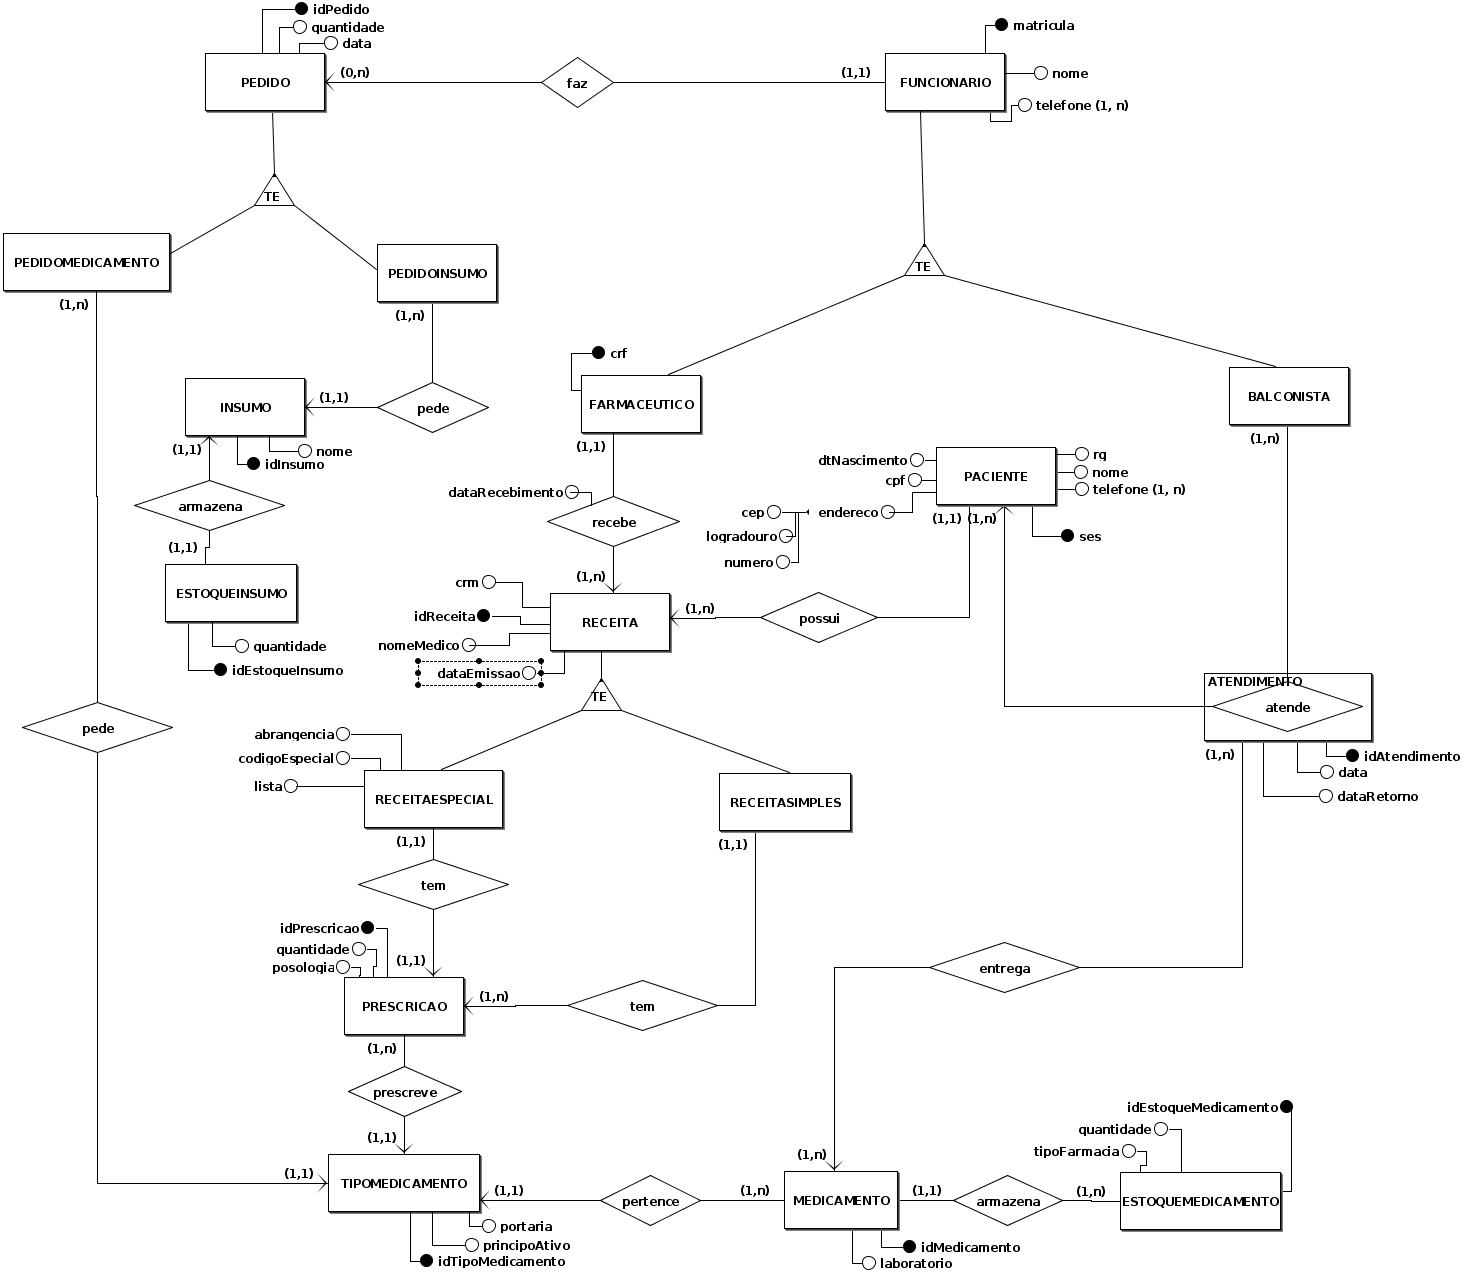 idPedido
quantidade
data
PEDIDO
(0,n)
faz
(1,1)
FUNCIONARIO
matricula
nome
telefone (1, n)
TE
PEDIDOMEDICAMENTO
(1,n)
PEDIDOINSUMO
(1,n)
TE
INSUMO
(1,1)
pede
(1,1)
nome
idInsumo
armazena
(1,1)
ESTOQUEINSUMO
quantidade
idEstoqueInsumo
crf
FARMACEUTICO
(1,1)
BALCONISTA
(1,n)
dataRecebimento
recebe
(1,n)
dtNascimento
cpf
endereco
cep
logradouro
numero
PACIENTE
rg
nome
telefone (1, n)
(1,1)
(1,n)
ses
crm
idReceita
nomeMedico
dataEmissao
RECEITA
(1,n)
possui
TE
ATENDIMENTO
atende
(1,n)
idAtendimento
data
dataRetorno
pede
abrangencia
codigoEspecial
lista
RECEITAESPECIAL
(1,1)
RECEITASIMPLES
(1,1)
tem
idPrescricao
quantidade
posologia
(1,1)
PRESCRICAO
(1,n)
tem
(1,n)
entrega
prescreve
(1,1)
(1,1)
TIPOMEDICAMENTO
(1,1)
pertence
(1,n)
(1,n)
MEDICAMENTO
(1,1)
armazena
(1,n)
ESTOQUEMEDICAMENTO
idEstoqueMedicamento
quantidade
tipoFarmacia
portaria
principoAtivo
idTipoMedicamento
idMedicamento
laboratorio